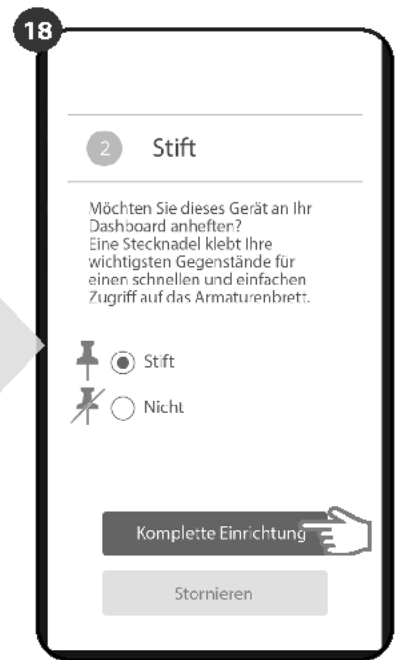 18
2 Stift
Möchten Sie dieses Gerät an Ihr
Dashboard anheften?
Eine Stecknadel klebt Ihre
wichtigsten Gegenstände für
einen schnellen und einfachen
Zugriff auf das Armaturenbrett.
Stift
Nicht
Komplette Einrichtung
Stornieren